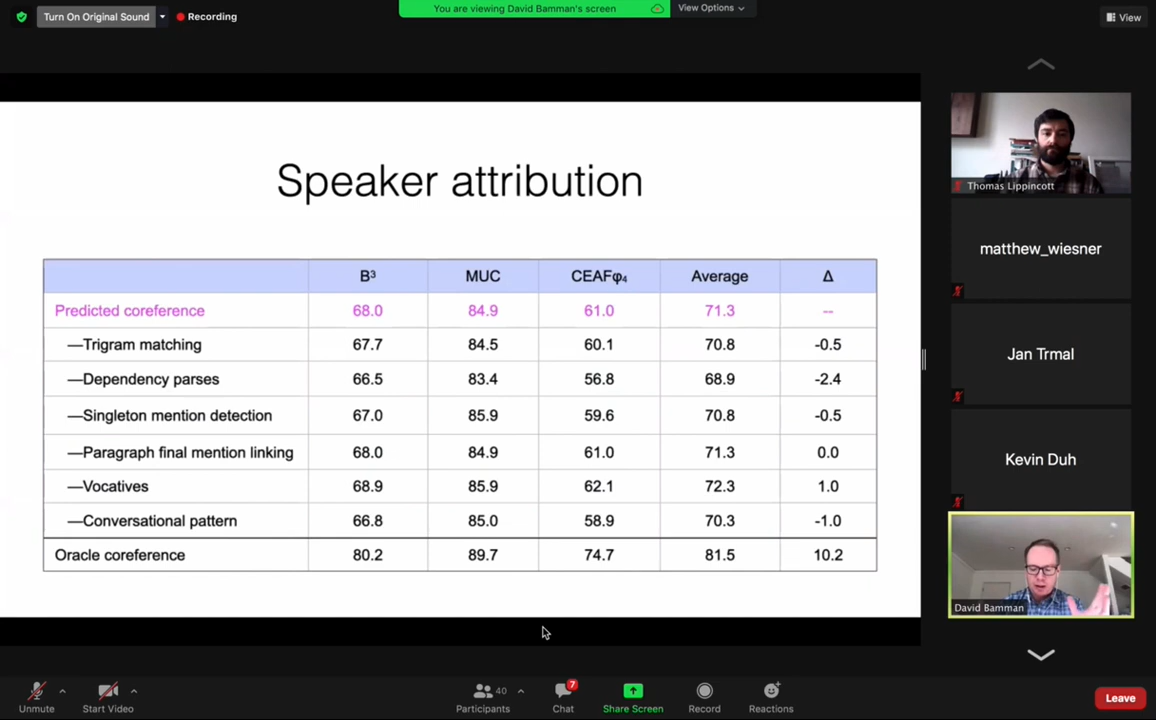 Turn On Original Sound
Recording
You are viewing David Bamman's screen
View Options
View
Speaker attribution
B³ MUC CEAFφ₄ Average Δ
Predicted coreference 68.0 84.9 61.0 71.3 --
—Trigram matching 67.7 84.5 60.1 70.8 -0.5
—Dependency parses 66.5 83.4 56.8 68.9 -2.4
—Singleton mention detection 67.0 85.9 59.6 70.8 -0.5
—Paragraph final mention linking 68.0 84.9 61.0 71.3 0.0
—Vocatives 68.9 85.9 62.1 72.3 1.0
—Conversational pattern 66.8 85.0 58.9 70.3 -1.0
Oracle coreference 80.2 89.7 74.7 81.5 10.2
Thomas Lippincott
matthew_wiesner
Jan Trmal
Kevin Duh
David Bamman
Unmute
Start Video
40
Participants
7
Chat
Share Screen
Record
Reactions
Leave